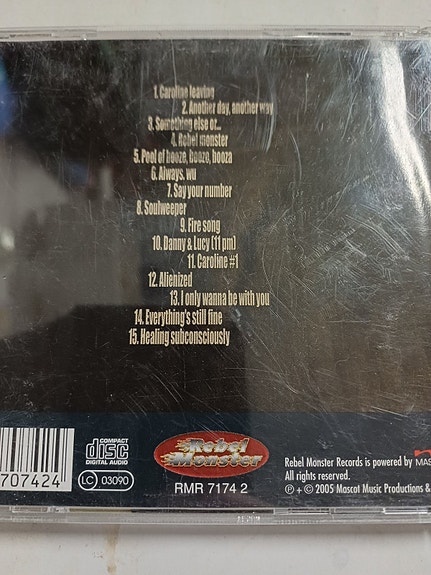 1. Caroline leaving
2. Another day, another way
3. Something else or...
4. Rebel monster
5. Pool of booze, booze, booza
6. Always. wu
7. Say your number
8. Soulweeper
9. Fire song
10. Danny & Lucy (11 pm)
11. Caroline #1
12. Alienized
13. I only wanna be with you
14. Everything's still fine
15. Healing subconsciously
707424
COMPACT
disc
DIGITAL AUDIO
LC 03090
Rebel
Monster
RMR 7174 2
Rebel Monster Records is powered by MAS
All rights reserved.
℗ + © 2005 Mascot Music Productions &